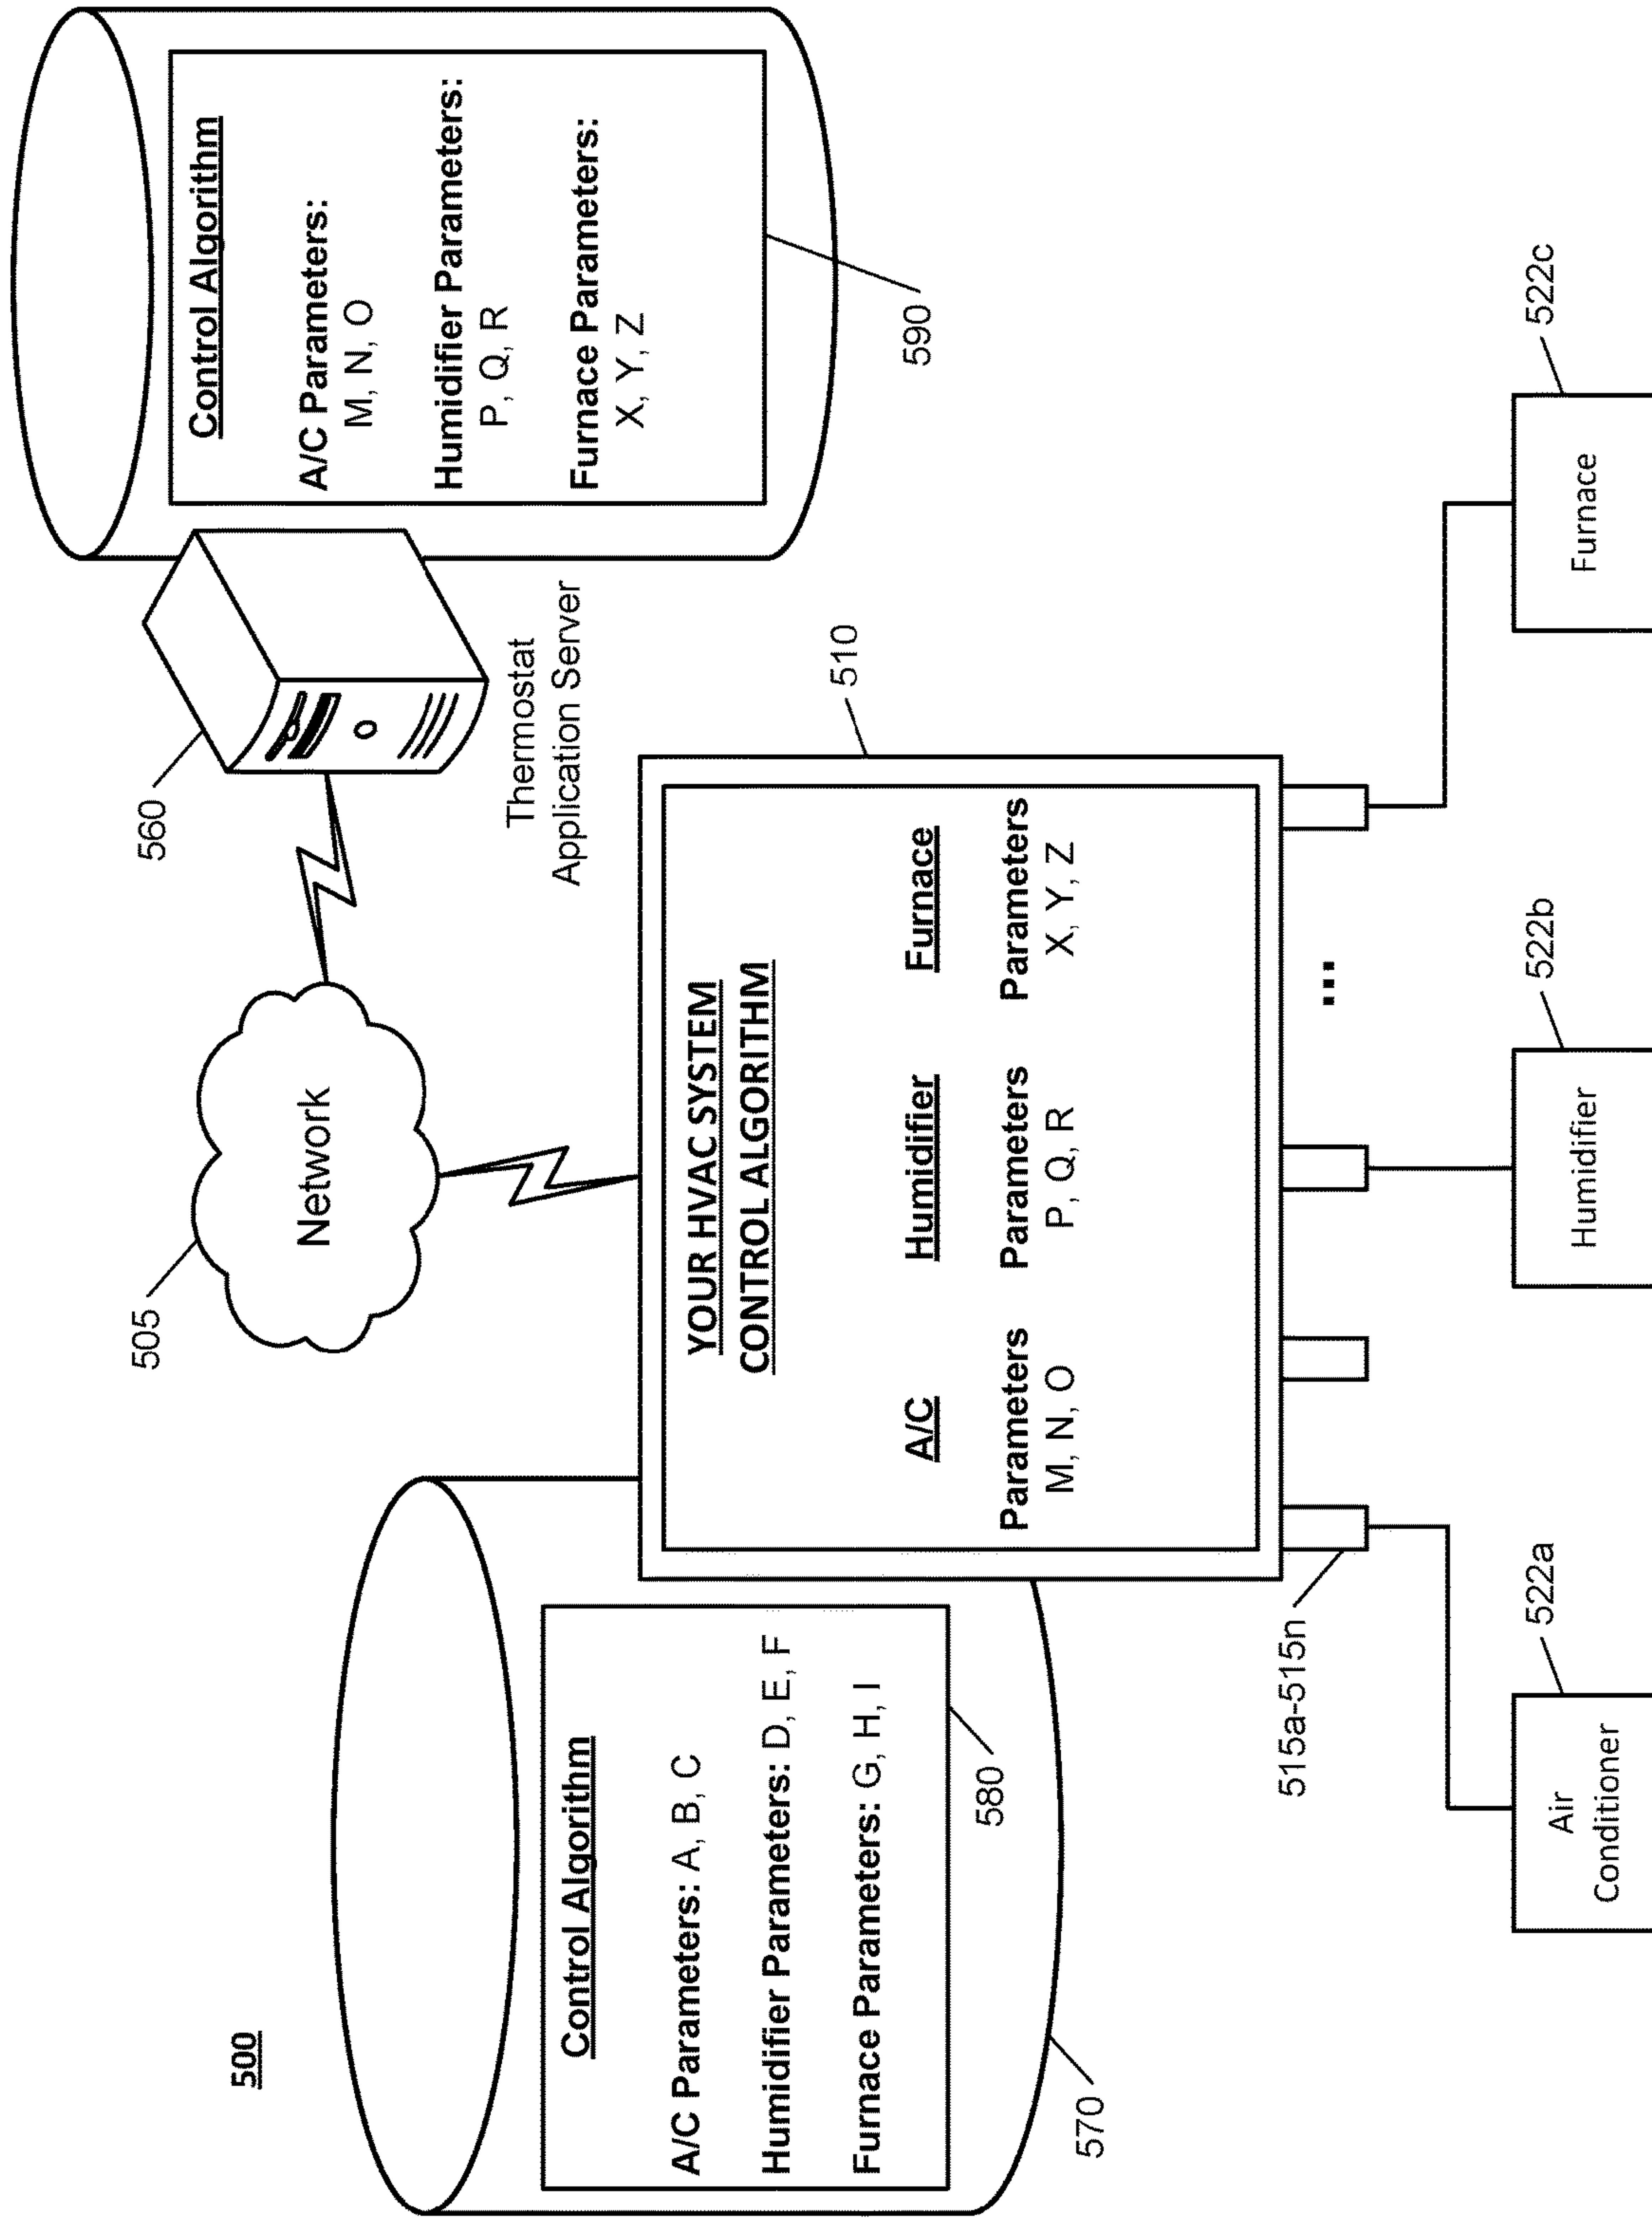 500
505
Network
560
Thermostat
Application Server
Control Algorithm
A/C Parameters:
M, N, O
Humidifier Parameters:
P, Q, R
Furnace Parameters:
X, Y, Z
590
Control Algorithm
A/C Parameters: A, B, C
Humidifier Parameters: D, E, F
Furnace Parameters: G, H, I
580
570
510
YOUR HVAC SYSTEM
CONTROL ALGORITHM
A/C Humidifier Furnace
Parameters Parameters Parameters
M, N, O P, Q, R X, Y, Z
515a-515n
...
522a
522b
522c
Air
Conditioner
Humidifier
Furnace